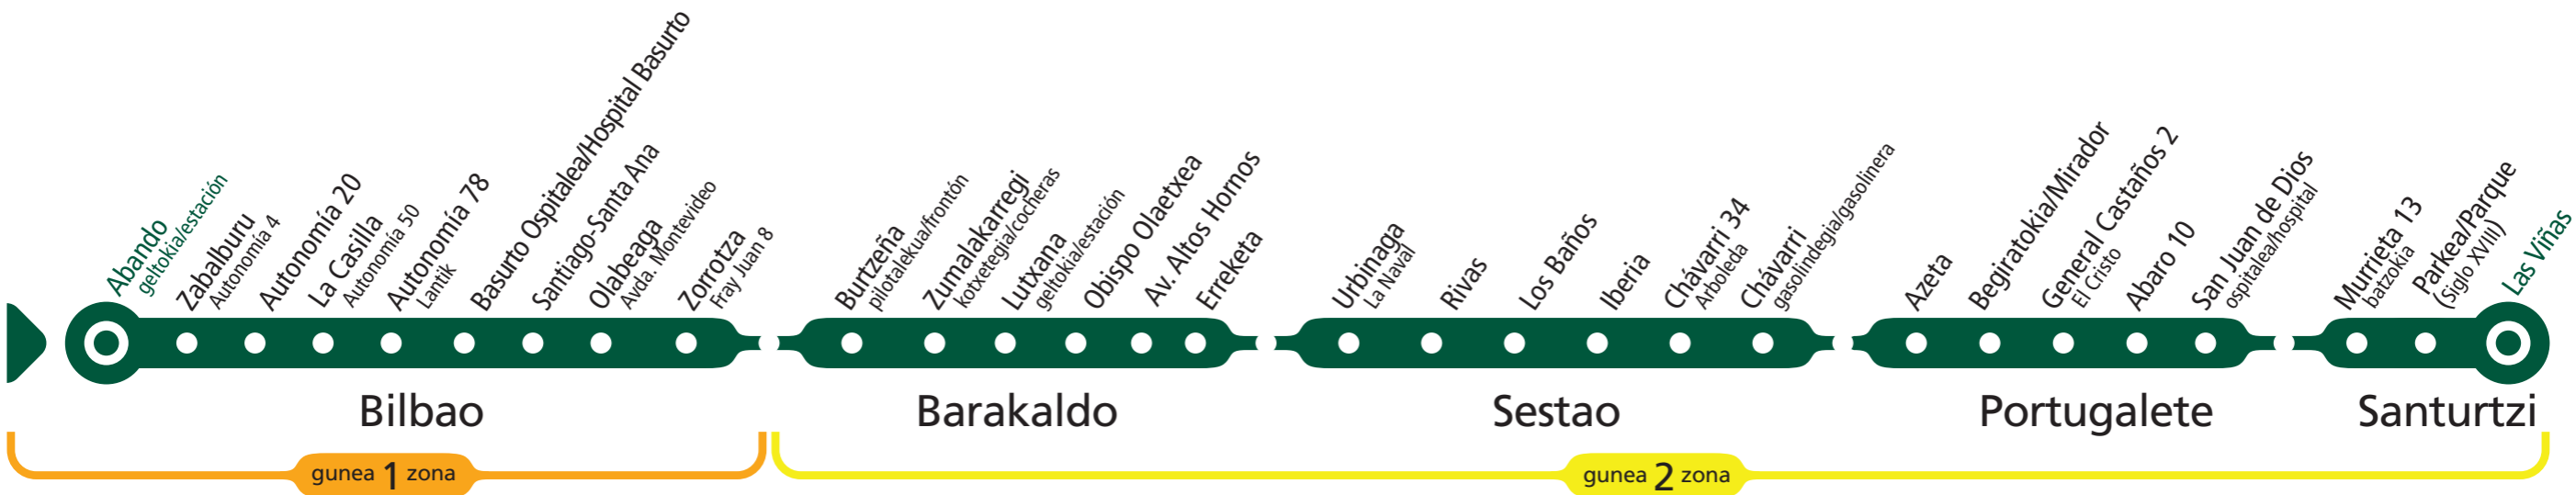 Abando
geltokia/estación
Zabalburu
Autonomía 4
Autonomía 20
La Casilla
Autonomía 50
Autonomía 78
Lantik
Basurto Ospitalea/Hospital Basurto
Santiago-Santa Ana
Olabeaga
Avda. Montevideo
Zorrotza
Fray Juan 8
Burtzeña
pilotalekua/frontón
Zumalakarregi
kotxetegia/cocheras
Lutxana
geltokia/estación
Obispo Olaetxea
Av. Altos Hornos
Erreketa
Urbinaga
La Naval
Rivas
Los Baños
Iberia
Chávarri 34
Arboleda
Chávarri
gasolindegia/gasolinera
Azeta
Begiratokia/Mirador
General Castaños 2
El Cristo
Abaro 10
San Juan de Dios
ospitalea/hospital
Murrieta 13
batzokia
Parkea/Parque
(Siglo XVIII)
Las Viñas
Bilbao
Barakaldo
Sestao
Portugalete
Santurtzi
gunea 1 zona
gunea 2 zona